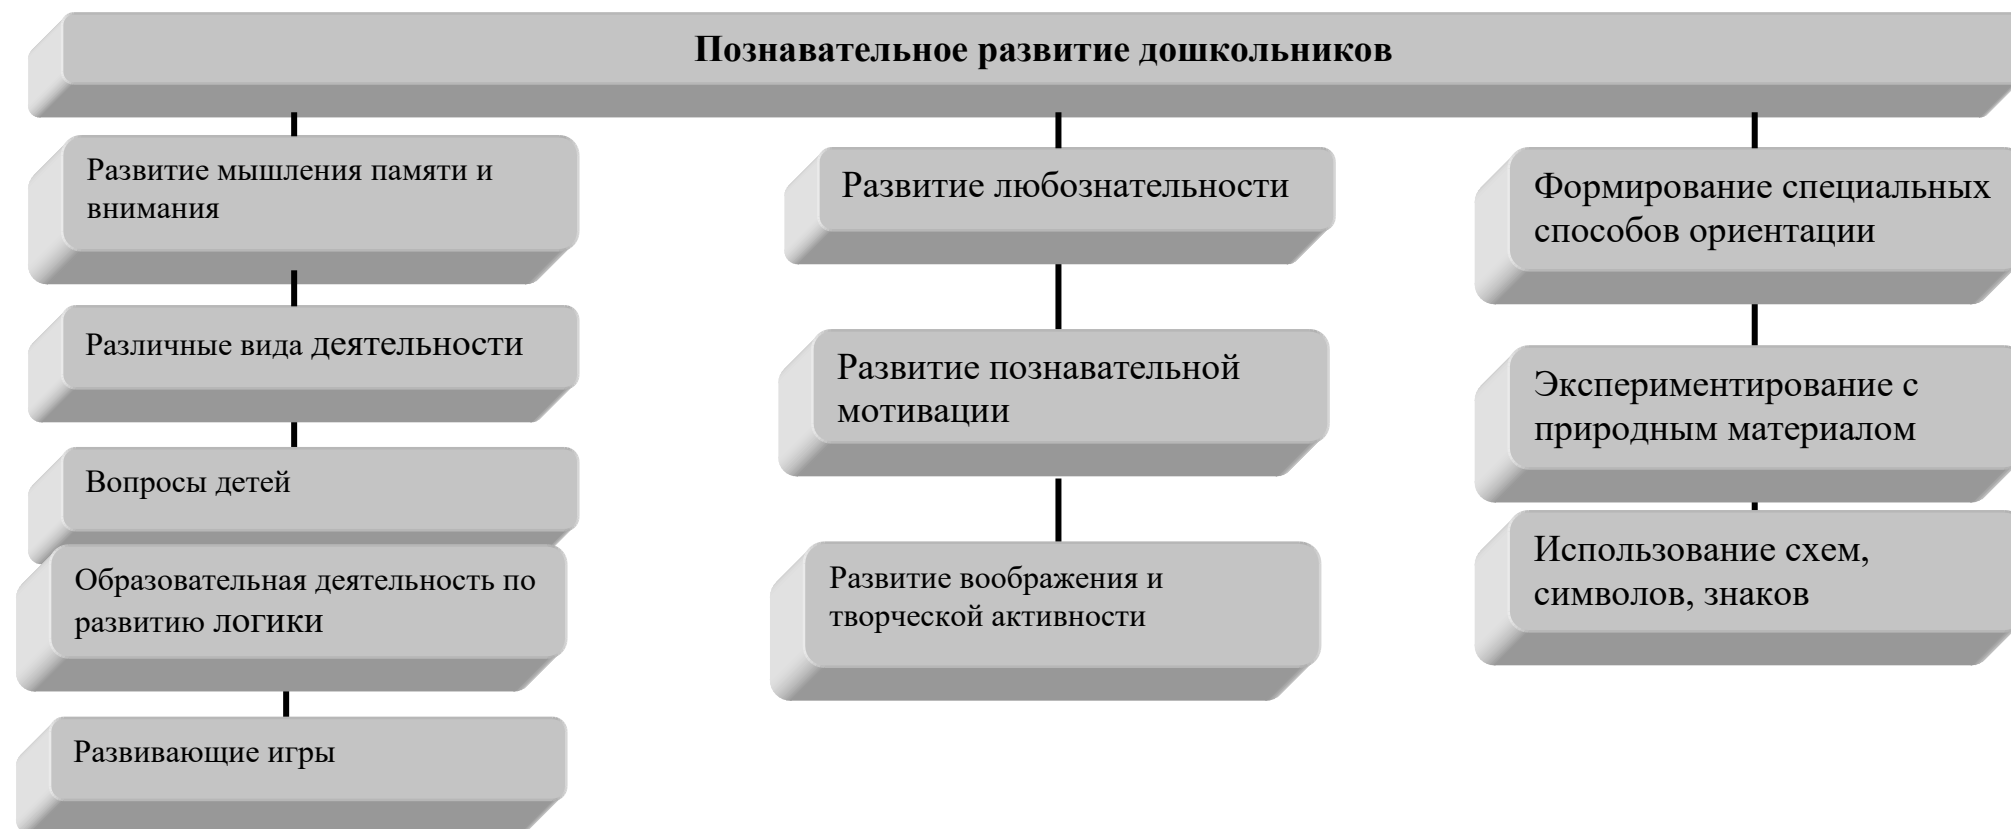 Познавательное развитие дошкольников
Развитие мышления памяти и
внимания
Различные вида деятельности
Вопросы детей
Образовательная деятельность по
развитию логики
Развивающие игры
Развитие любознательности
Развитие познавательной
мотивации
Развитие воображения и
творческой активности
Формирование специальных
способов ориентации
Экспериментирование с
природным материалом
Использование схем,
символов, знаков